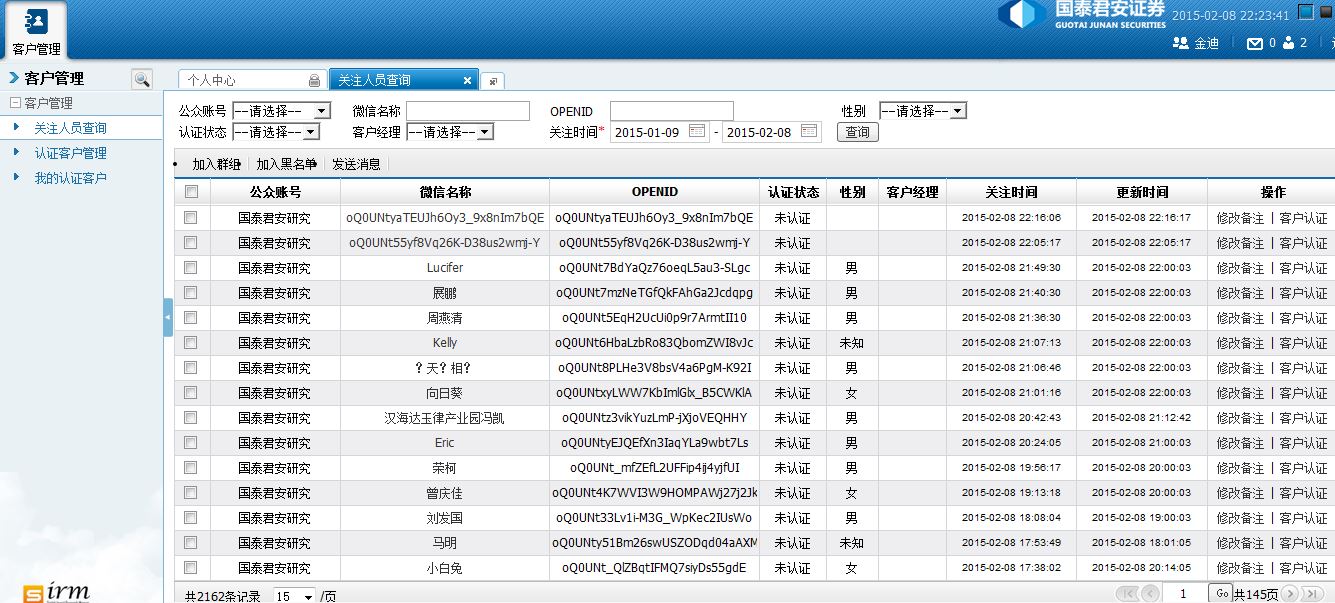 国泰君安证券 2015-02-08 22:23:41
GUOTAI JUNAN SECURITIES
客户管理
金迪 0 2
客户管理
个人中心 关注人员查询
客户管理
关注人员查询
认证客户管理
我的认证客户
公众账号 --请选择-- 微信名称 OPENID 性别 --请选择--
认证状态 --请选择-- 客户经理 --请选择-- 关注时间* 2015-01-09 - 2015-02-08 查询
加入群组 加入黑名单 发送消息
公众账号 微信名称 OPENID 认证状态 性别 客户经理 关注时间 更新时间 操作
国泰君安研究 oQ0UNtyaTEUJh6Oy3_9x8nIm7bQE oQ0UNtyaTEUJh6Oy3_9x8nIm7bQE 未认证 2015-02-08 22:16:06 2015-02-08 22:16:17 修改备注 | 客户认证
国泰君安研究 oQ0UNt55yf8Vq26K-D38us2wmj-Y oQ0UNt55yf8Vq26K-D38us2wmj-Y 未认证 2015-02-08 22:05:17 2015-02-08 22:05:17 修改备注 | 客户认证
国泰君安研究 Lucifer oQ0UNt7BdYaQz76oeqL5au3-SLgc 未认证 男 2015-02-08 21:49:30 2015-02-08 22:00:03 修改备注 | 客户认证
国泰君安研究 展鹏 oQ0UNt7mzNeTGfQkFAhGa2Jcdqpg 未认证 男 2015-02-08 21:40:30 2015-02-08 22:00:03 修改备注 | 客户认证
国泰君安研究 周燕清 oQ0UNt5EqH2UcUi0p9r7ArmtII10 未认证 男 2015-02-08 21:36:30 2015-02-08 22:00:03 修改备注 | 客户认证
国泰君安研究 Kelly oQ0UNt6HbaLzbRo83QbomZWI8vJc 未认证 未知 2015-02-08 21:07:13 2015-02-08 22:00:03 修改备注 | 客户认证
国泰君安研究 ？天？相？ oQ0UNt8PLHe3V8bsV4a6PgM-K92I 未认证 男 2015-02-08 21:06:46 2015-02-08 22:00:03 修改备注 | 客户认证
国泰君安研究 向日葵 oQ0UNtxyLWW7KbImlGlx_B5CWKlA 未认证 女 2015-02-08 21:01:16 2015-02-08 22:00:03 修改备注 | 客户认证
国泰君安研究 汉海达玉律产业园冯凯 oQ0UNtz3vikYuzLmP-jXjoVEQHHY 未认证 男 2015-02-08 20:42:43 2015-02-08 21:12:42 修改备注 | 客户认证
国泰君安研究 Eric oQ0UNtyEJQEfXn3IaqYLa9wbt7Ls 未认证 男 2015-02-08 20:24:05 2015-02-08 21:00:03 修改备注 | 客户认证
国泰君安研究 荣柯 oQ0UNt_mfZEfL2UFFip4ij4yjfUI 未认证 男 2015-02-08 19:56:17 2015-02-08 20:00:03 修改备注 | 客户认证
国泰君安研究 曾庆佳 oQ0UNt4K7WVI3W9HOMPAWj27j2Jk 未认证 女 2015-02-08 19:13:18 2015-02-08 20:00:03 修改备注 | 客户认证
国泰君安研究 刘发国 oQ0UNt33Lv1i-M3G_WpKec2IUsWo 未认证 男 2015-02-08 18:08:04 2015-02-08 19:00:03 修改备注 | 客户认证
国泰君安研究 马明 oQ0UNty51Bm26swUSZODqd04aAXM 未认证 未知 2015-02-08 17:53:49 2015-02-08 18:01:05 修改备注 | 客户认证
国泰君安研究 小白兔 oQ0UNt_QlZBqtIFMQ7siyDs55gdE 未认证 女 2015-02-08 17:38:02 2015-02-08 20:14:05 修改备注 | 客户认证
sirm 共2162条记录 15 /页 1 Go 共145页